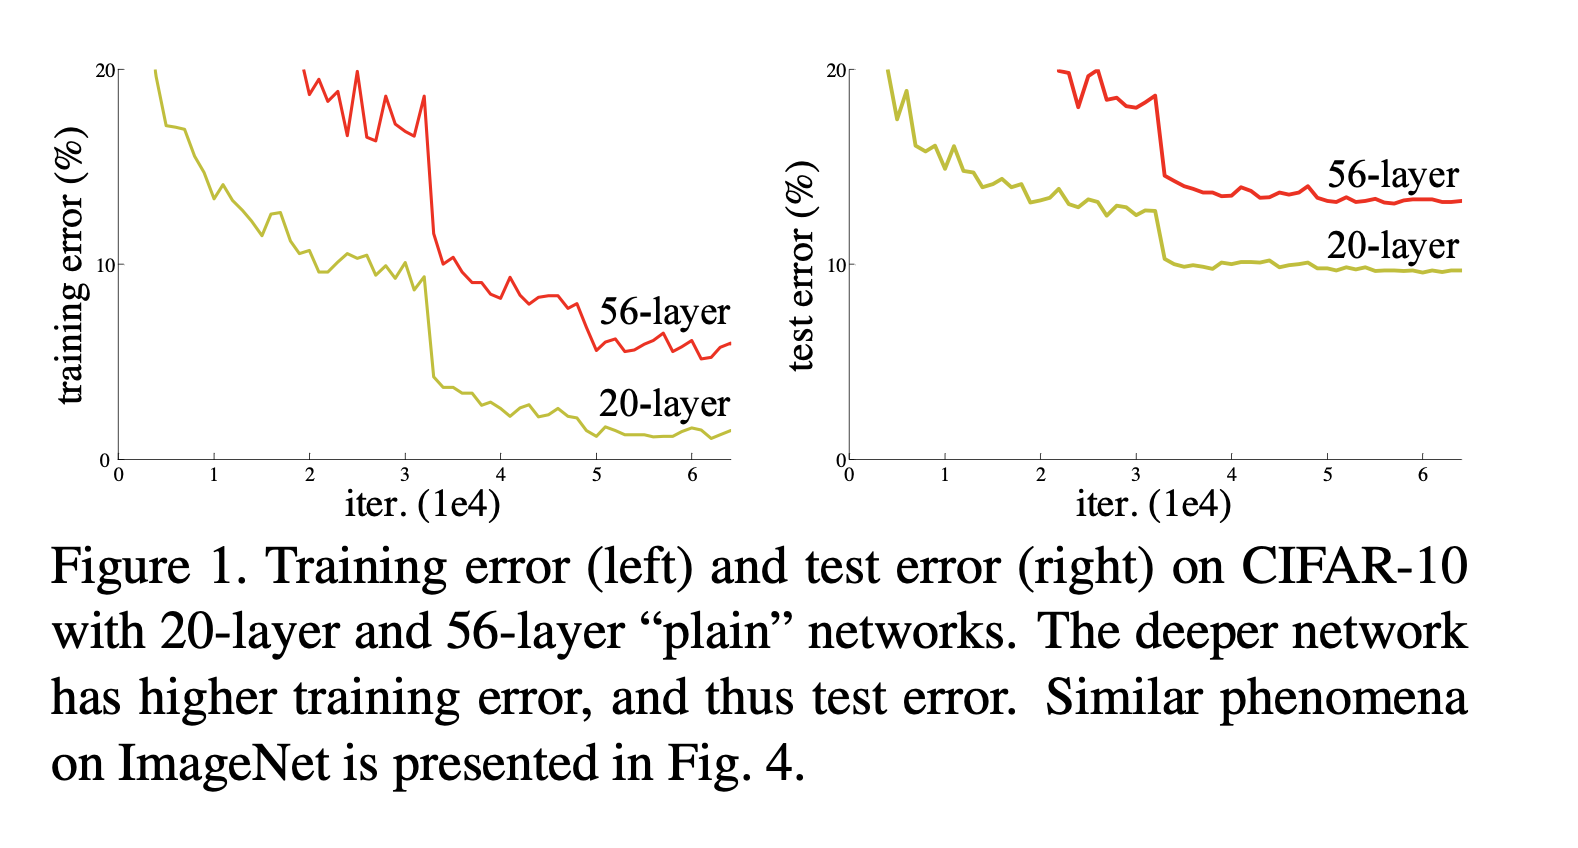 20
10
0
training error (%)
56-layer
20-layer
0 1 2 3 4 5 6
iter. (1e4)
20
10
0
test error (%)
56-layer
20-layer
0 1 2 3 4 5 6
iter. (1e4)
Figure 1. Training error (left) and test error (right) on CIFAR-10
with 20-layer and 56-layer “plain” networks. The deeper network
has higher training error, and thus test error. Similar phenomena
on ImageNet is presented in Fig. 4.